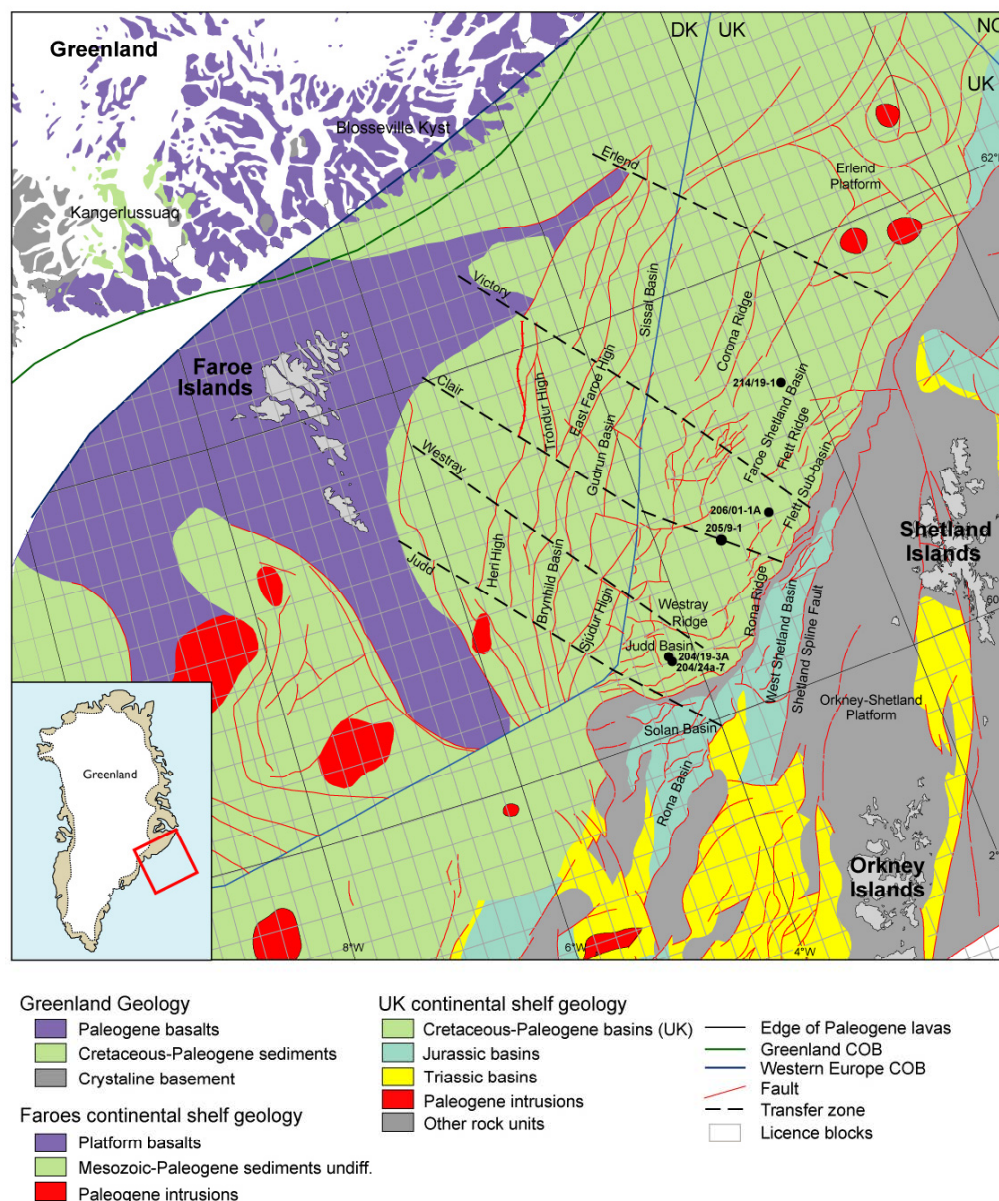 Greenland
DK
UK
NO
UK
Blosseville Kyst
62°
Erlend
Erlend
Platform
Kangerlussuaq
Victory
Sissal Basin
Corona Ridge
Faroe
Islands
Clair
Trondur High
East Faroe High
214/19-1
Faroe Shetland Basin
Flett Ridge
Westray
Gudrun Basin
Flett Sub-basin
206/01-1A
205/9-1
Shetland
Islands
Judd
Heri High
Brynhild Basin
Sjúdur High
Westray
Ridge
Rona Ridge
West Shetland Basin
Shetland Spline Fault
60
Judd Basin
204/19-3A
204/24a-7
Orkney-Shetland
Platform
Solan Basin
Rona Basin
Greenland
2°
Orkney
Islands
8°W
6°W
4°W
Greenland Geology
Paleogene basalts
Cretaceous-Paleogene sediments
Crystaline basement
Faroes continental shelf geology
Platform basalts
Mesozoic-Paleogene sediments undiff.
Paleogene intrusions
UK continental shelf geology
Cretaceous-Paleogene basins (UK)
Jurassic basins
Triassic basins
Paleogene intrusions
Other rock units
Edge of Paleogene lavas
Greenland COB
Western Europe COB
Fault
Transfer zone
Licence blocks